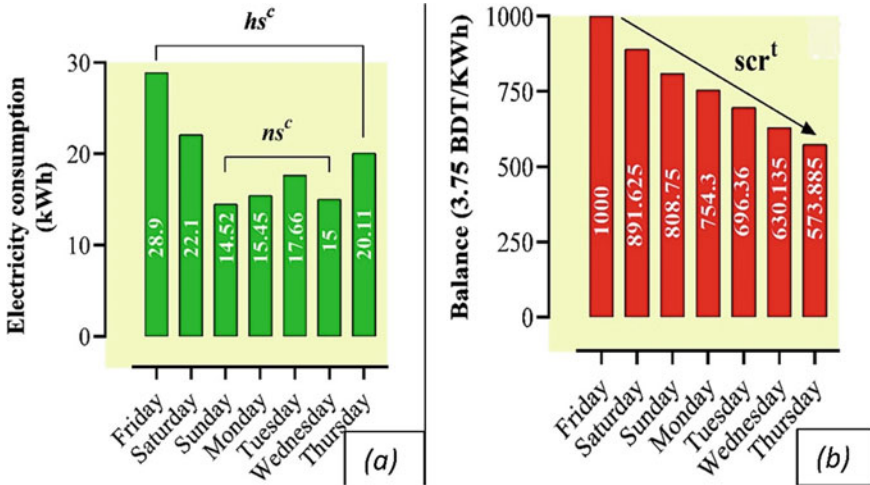 hsᶜ
nsᶜ
Electricity consumption
(kWh)
30
20
10
0
28.9
22.1
14.52
15.45
17.66
15
20.11
Friday
Saturday
Sunday
Monday
Tuesday
Wednesday
Thursday
(a)
scrᵗ
Balance (3.75 BDT/KWh)
1000
750
500
250
0
1000
891.625
808.75
754.3
696.36
630.135
573.885
Friday
Saturday
Sunday
Monday
Tuesday
Wednesday
Thursday
(b)